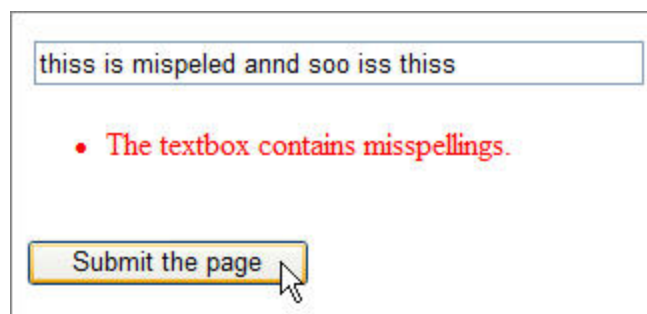 thiss is mispeled annd soo iss thiss
The textbox contains misspellings.
Submit the page